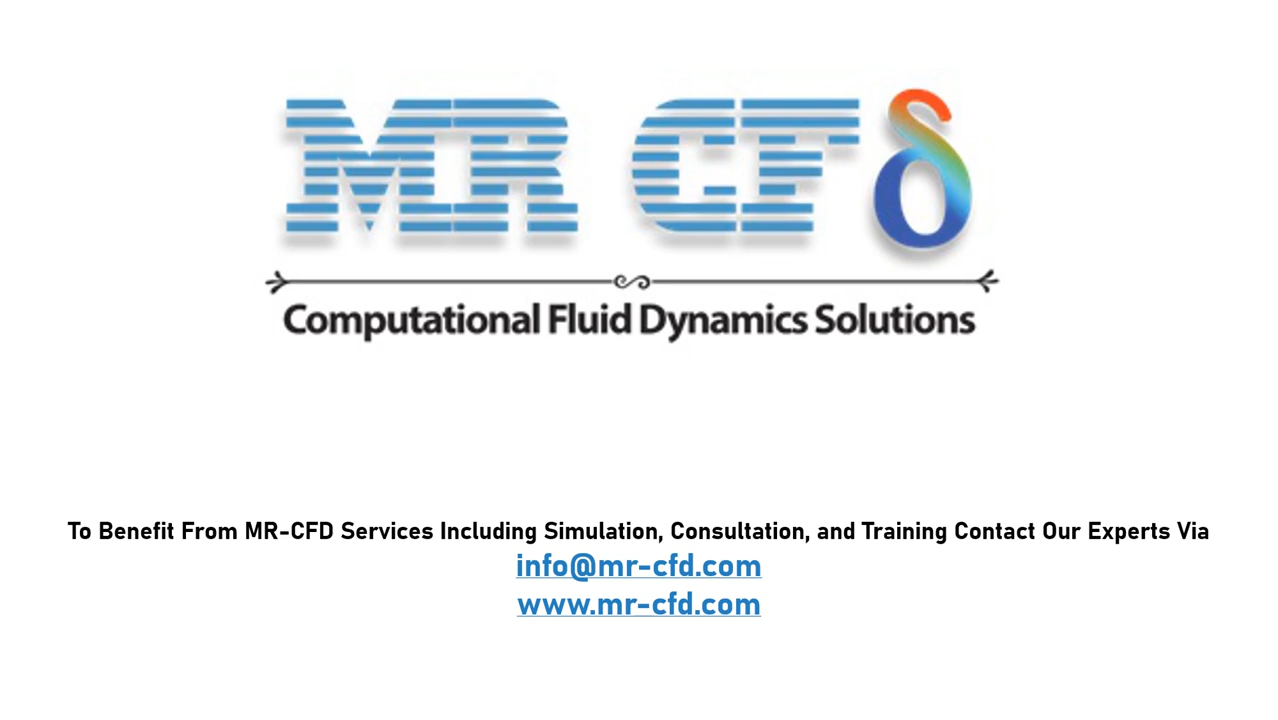 MR CFδ
Computational Fluid Dynamics Solutions
To Benefit From MR-CFD Services Including Simulation, Consultation, and Training Contact Our Experts Via
info@mr-cfd.com
www.mr-cfd.com